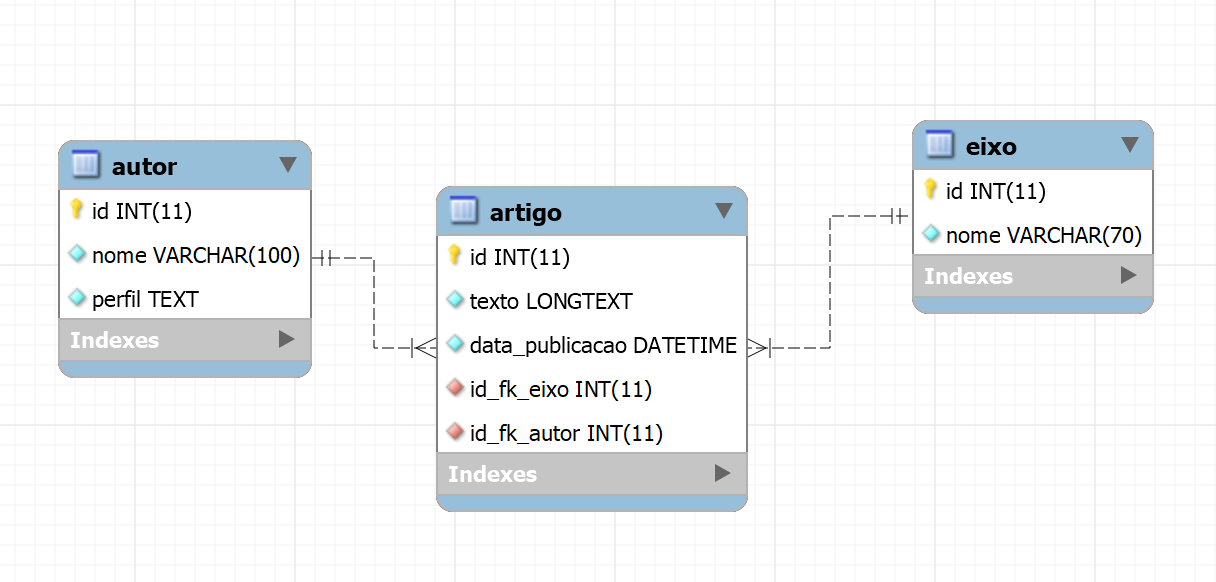 autor
id INT(11)
nome VARCHAR(100)
perfil TEXT
Indexes
artigo
id INT(11)
texto LONGTEXT
data_publicacao DATETIME
id_fk_eixo INT(11)
id_fk_autor INT(11)
Indexes
eixo
id INT(11)
nome VARCHAR(70)
Indexes